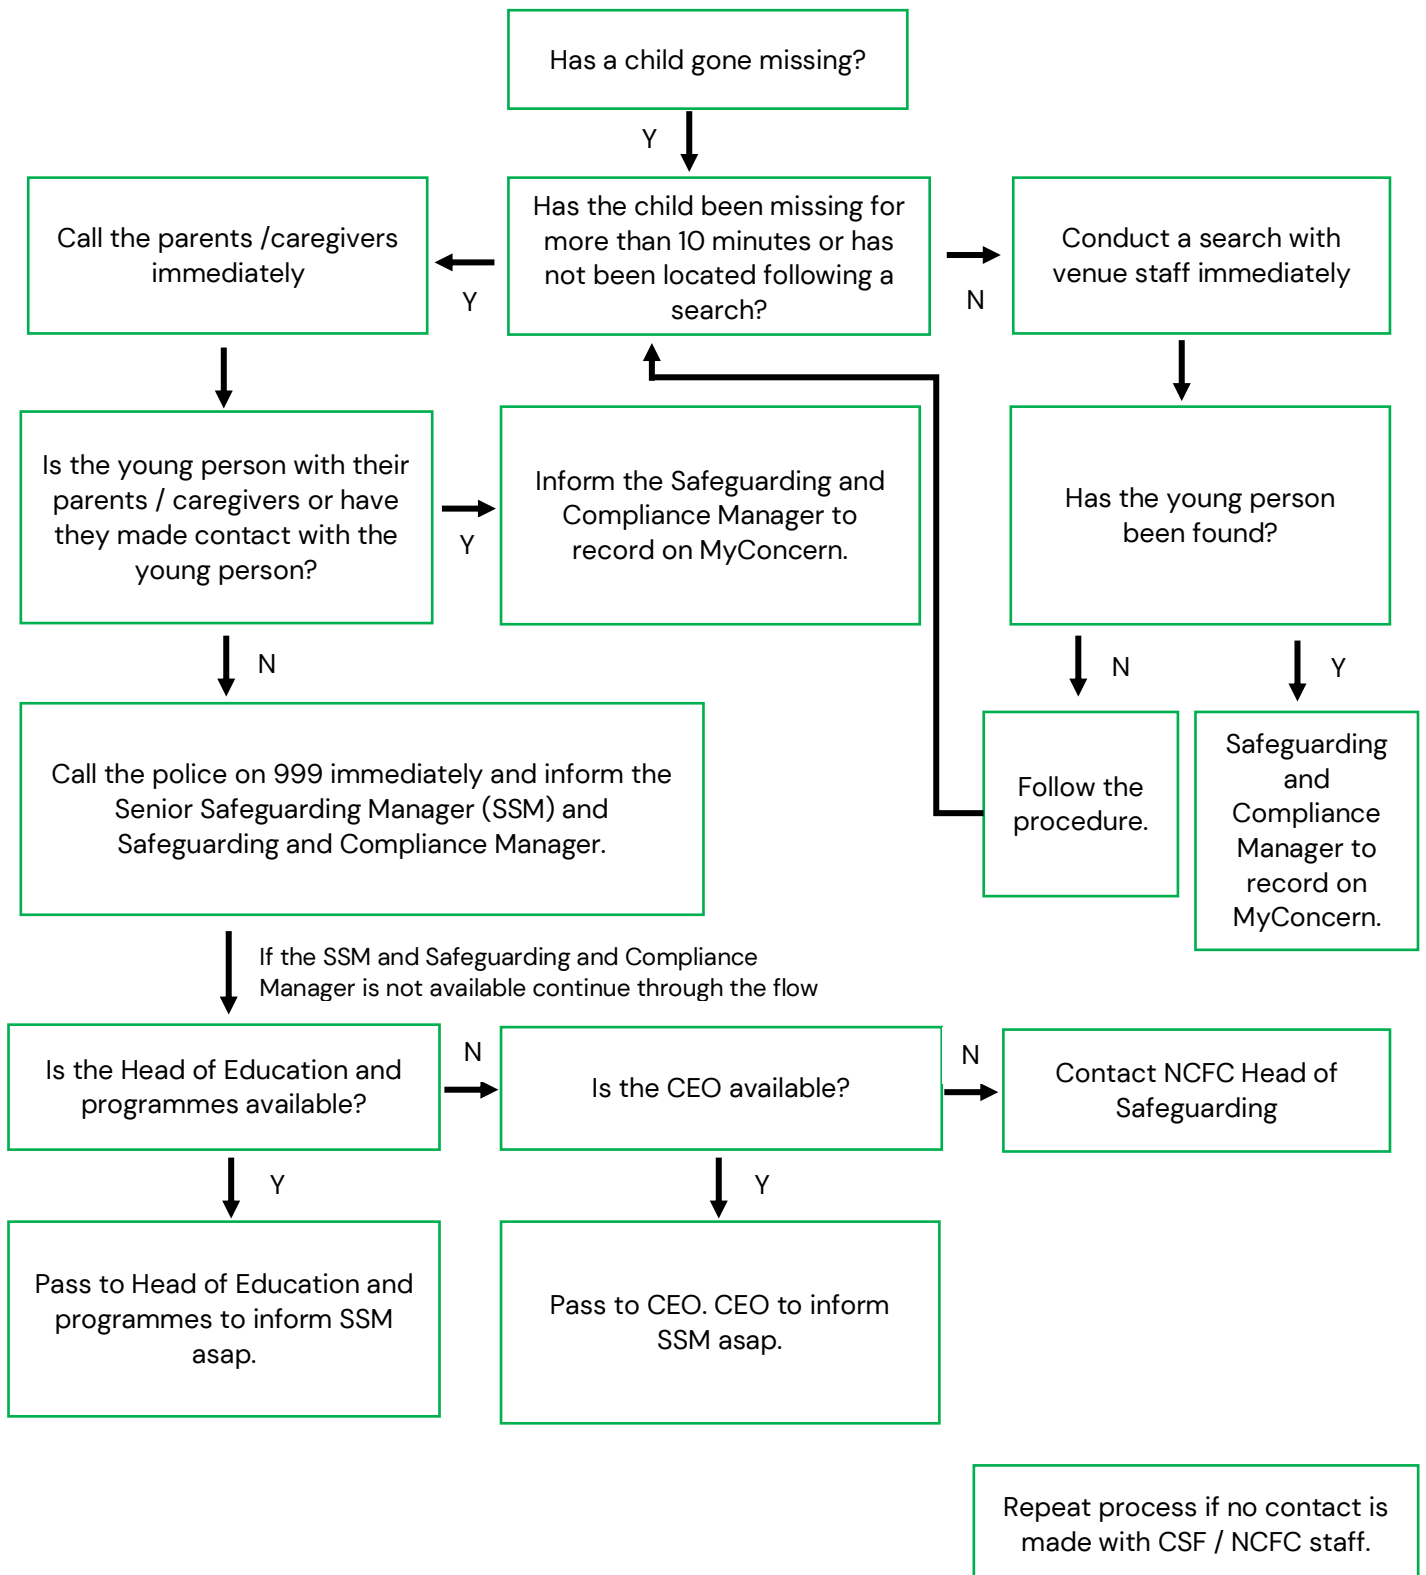 Has a child gone missing?
Y
Call the parents /caregivers
immediately
Has the child been missing for
more than 10 minutes or has
not been located following a
search?
Conduct a search with
venue staff immediately
Y
N
Is the young person with their
parents / caregivers or have
they made contact with the
young person?
Y
Inform the Safeguarding and
Compliance Manager to
record on MyConcern.
Has the young person
been found?
N
N
Y
Call the police on 999 immediately and inform the
Senior Safeguarding Manager (SSM) and
Safeguarding and Compliance Manager.
Follow the
procedure.
Safeguarding
and
Compliance
Manager to
record on
MyConcern.
If the SSM and Safeguarding and Compliance
Manager is not available continue through the flow
Is the Head of Education and
programmes available?
N
Is the CEO available?
N
Contact NCFC Head of
Safeguarding
Y
Y
Pass to Head of Education and
programmes to inform SSM
asap.
Pass to CEO. CEO to inform
SSM asap.
Repeat process if no contact is
made with CSF / NCFC staff.